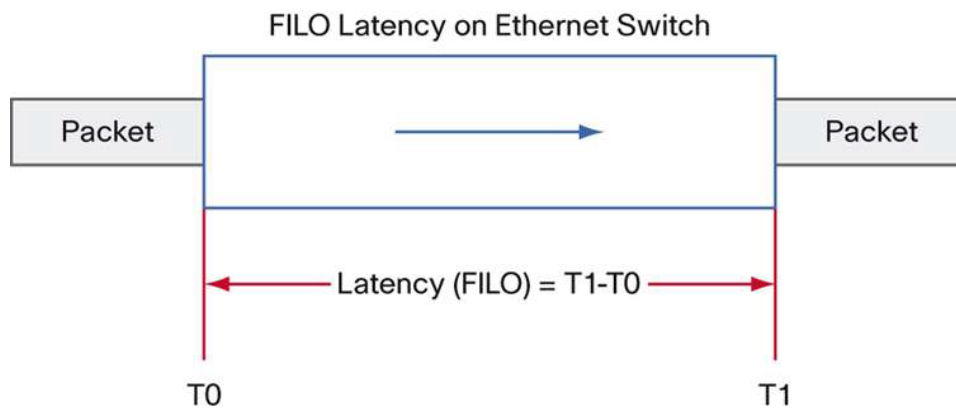 FILO Latency on Ethernet Switch
Packet
Packet
Latency (FILO) = T1-T0
T0
T1